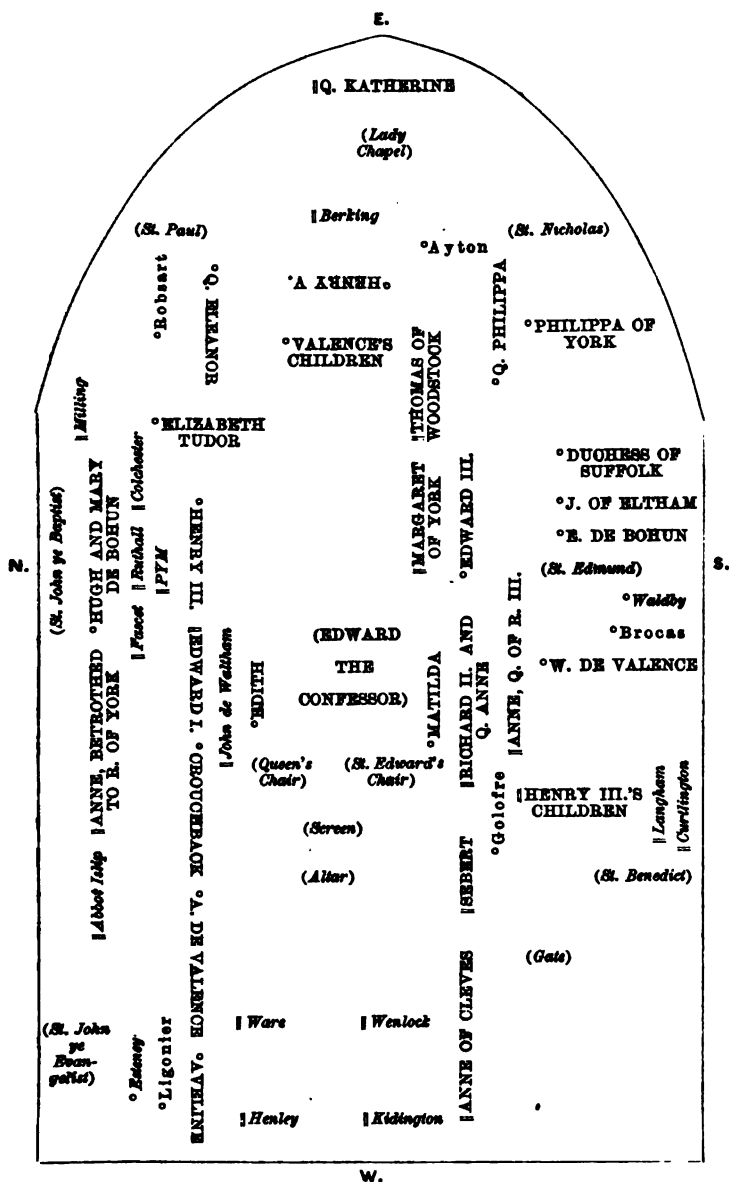 E.
‖Q. KATHERINE
(Lady
Chapel)
‖Berking
(St. Paul)
(St. Nicholas)
°Ayton
°Robsart
°Q. ELEANOR
°HENRY V.
°Q. PHILIPPA
°VALENCE'S
CHILDREN
°PHILIPPA OF
YORK
‖THOMAS OF
WOODSTOCK
‖Milling
°ELIZABETH
TUDOR
‖Colchester
°DUCHESS OF
SUFFOLK
‖MARGARET
OF YORK
°EDWARD III.
°J. OF ELTHAM
°E. DE BOHUN
(St. John ye Baptist)
°HUGH AND MARY
DE BOHUN
‖Ruthall
‖PYM
°HENRY III.
N.
S.
(St. Edmund)
°Waldby
°Brocas
°W. DE VALENCE
‖Fascet
‖EDWARD I.
‖John de Waltham
°EDITH
(EDWARD
THE
CONFESSOR)
°MATILDA
‖RICHARD II. AND
Q. ANNE
‖ANNE, Q. OF R. III.
‖ANNE, BETROTHED
TO R. OF YORK
°CROUCHBACK
(Queen's
Chair)
(St. Edward's
Chair)
°Golofre
‖HENRY III.'S
CHILDREN
‖Langham
‖Curtlington
(Screen)
(Altar)
‖SEBERT
(St. Benedict)
‖Abbot Islip
°A. DE VALENCE
(Gate)
‖ANNE OF CLEVES
(St. John
ye
Evan-
gelist)
°Esteney
°Ligonier
°AVELINE
‖Ware
‖Wenlock
‖Henley
‖Kidington
W.